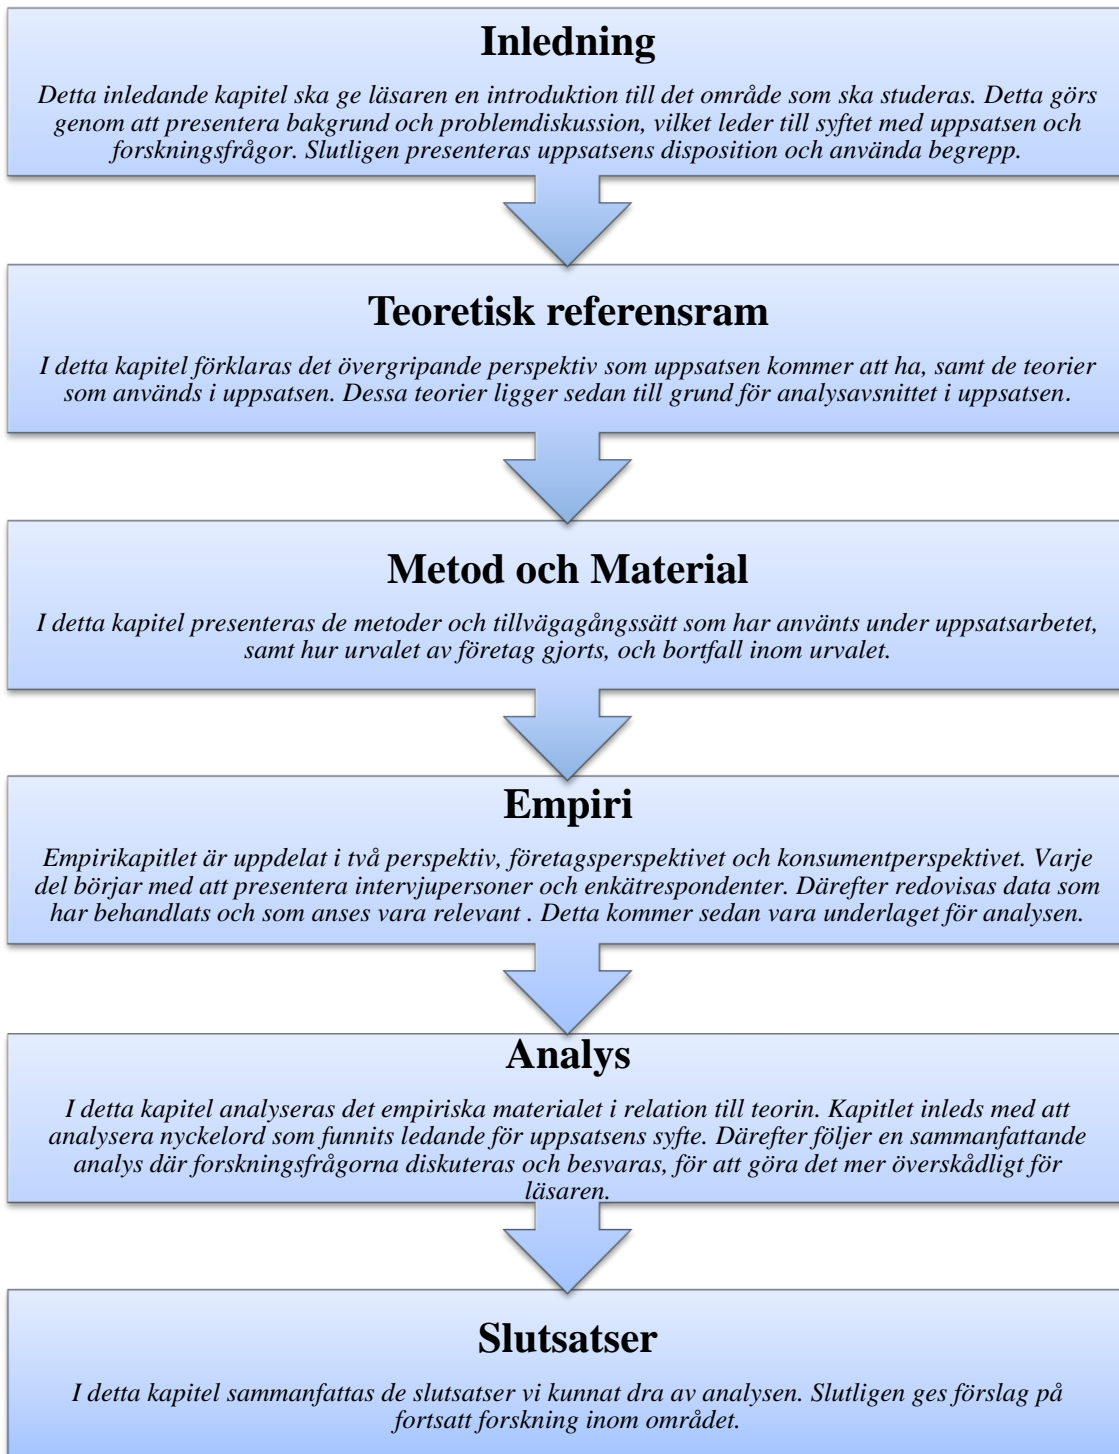 Inledning
Detta inledande kapitel ska ge läsaren en introduktion till det område som ska studeras. Detta görs
genom att presentera bakgrund och problemdiskussion, vilket leder till syftet med uppsatsen och
forskningsfrågor. Slutligen presenteras uppsatsens disposition och använda begrepp.
Teoretisk referensram
I detta kapitel förklaras det övergripande perspektiv som uppsatsen kommer att ha, samt de teorier
som används i uppsatsen. Dessa teorier ligger sedan till grund för analysavsnittet i uppsatsen.
Metod och Material
I detta kapitel presenteras de metoder och tillvägagångssätt som har använts under uppsatsarbetet,
samt hur urvalet av företag gjorts, och bortfall inom urvalet.
Empiri
Empirikapitlet är uppdelat i två perspektiv, företagsperspektivet och konsumentperspektivet. Varje
del börjar med att presentera intervjupersoner och enkätrespondenter. Därefter redovisas data som
har behandlats och som anses vara relevant . Detta kommer sedan vara underlaget för analysen.
Analys
I detta kapitel analyseras det empiriska materialet i relation till teorin. Kapitlet inleds med att
analysera nyckelord som funnits ledande för uppsatsens syfte. Därefter följer en sammanfattande
analys där forskningsfrågorna diskuteras och besvaras, för att göra det mer överskådligt för
läsaren.
Slutsatser
I detta kapitel sammanfattas de slutsatser vi kunnat dra av analysen. Slutligen ges förslag på
fortsatt forskning inom området.